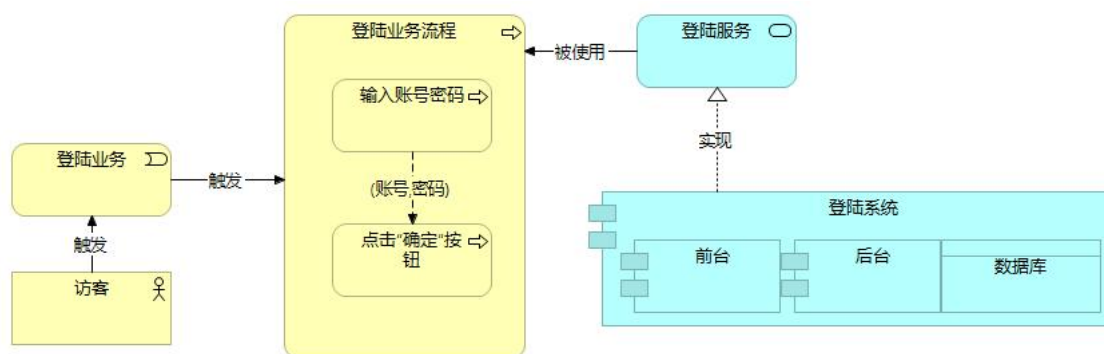 登陆业务流程
登陆服务
被使用
输入账号密码
实现
登陆业务
触发
(账号,密码)
登陆系统
触发
点击“确定“按
钮
前台
后台
数据库
访客